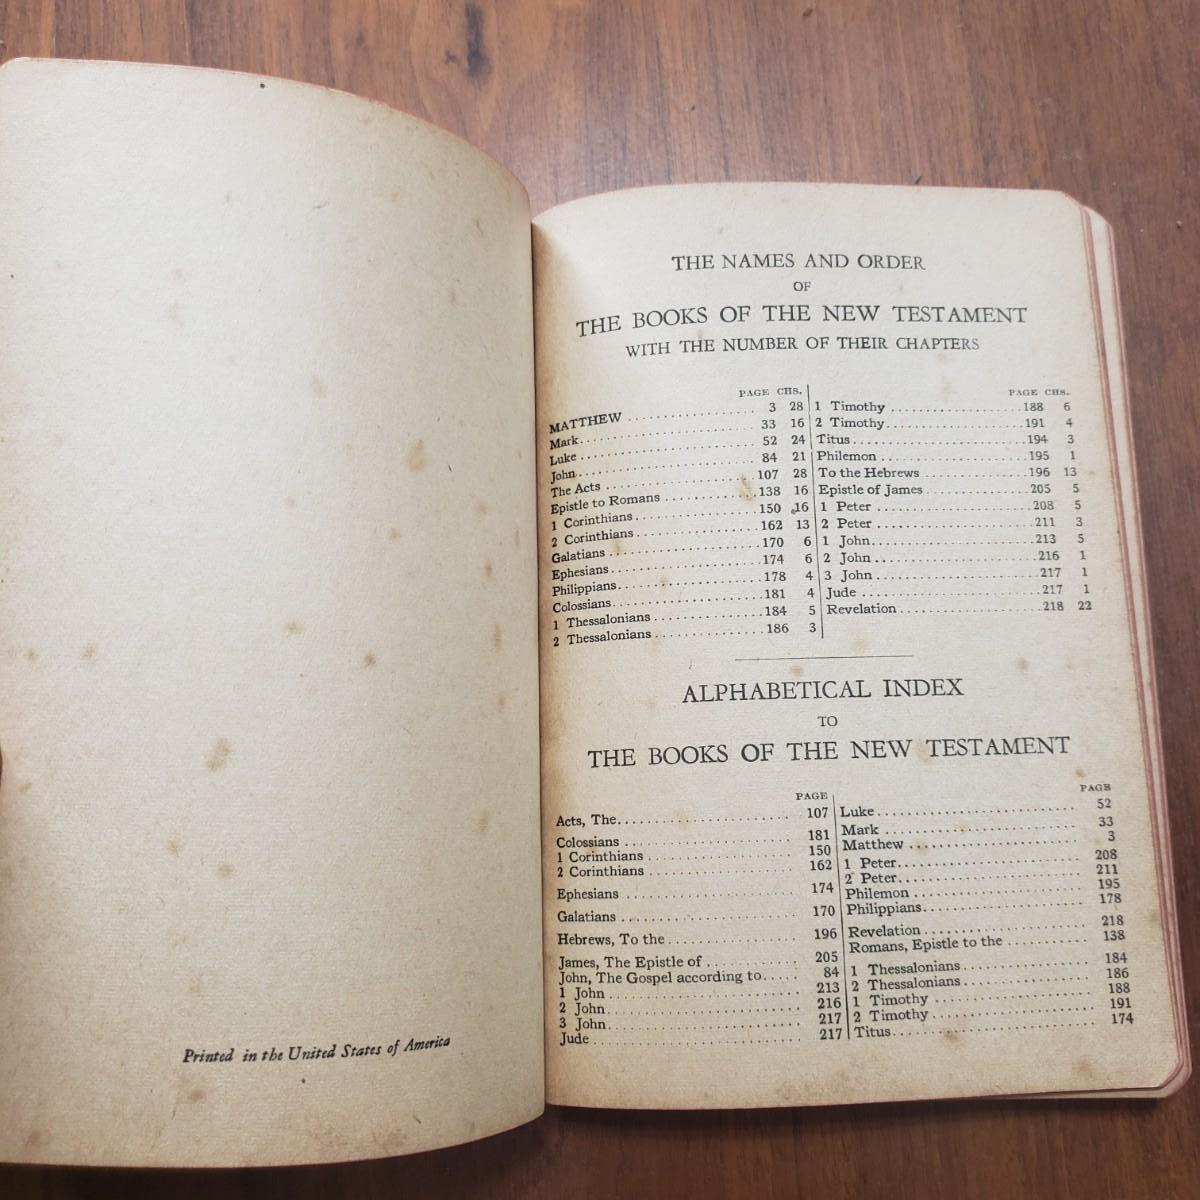 Printed in the United States of America
THE NAMES AND ORDER
OF
THE BOOKS OF THE NEW TESTAMENT
WITH THE NUMBER OF THEIR CHAPTERS
PAGE CHS.
MATTHEW 3 28
Mark 33 16
Luke 52 24
John 84 21
The Acts 107 28
Epistle to Romans 138 16
1 Corinthians 150 16
2 Corinthians 162 13
Galatians 170 6
Ephesians 174 6
Philippians 178 4
Colossians 181 4
1 Thessalonians 184 5
2 Thessalonians 186 3
PAGE CHS.
1 Timothy 188 6
2 Timothy 191 4
Titus 194 3
Philemon 195 1
To the Hebrews 196 13
Epistle of James 205 5
1 Peter 208 5
2 Peter 211 3
1 John 213 5
2 John 216 1
3 John 217 1
Jude 217 1
Revelation 218 22
ALPHABETICAL INDEX
TO
THE BOOKS OF THE NEW TESTAMENT
PAGE
Acts, The 107
Colossians 181
1 Corinthians 150
2 Corinthians 162
Ephesians 174
Galatians 170
Hebrews, To the 196
James, The Epistle of 205
John, The Gospel according to 84
1 John 213
2 John 216
3 John 217
Jude 217
PAGE
Luke 52
Mark 33
Matthew 3
1 Peter 208
2 Peter 211
Philemon 195
Philippians 178
Revelation 218
Romans, Epistle to the 138
1 Thessalonians 184
2 Thessalonians 186
1 Timothy 188
2 Timothy 191
Titus 174